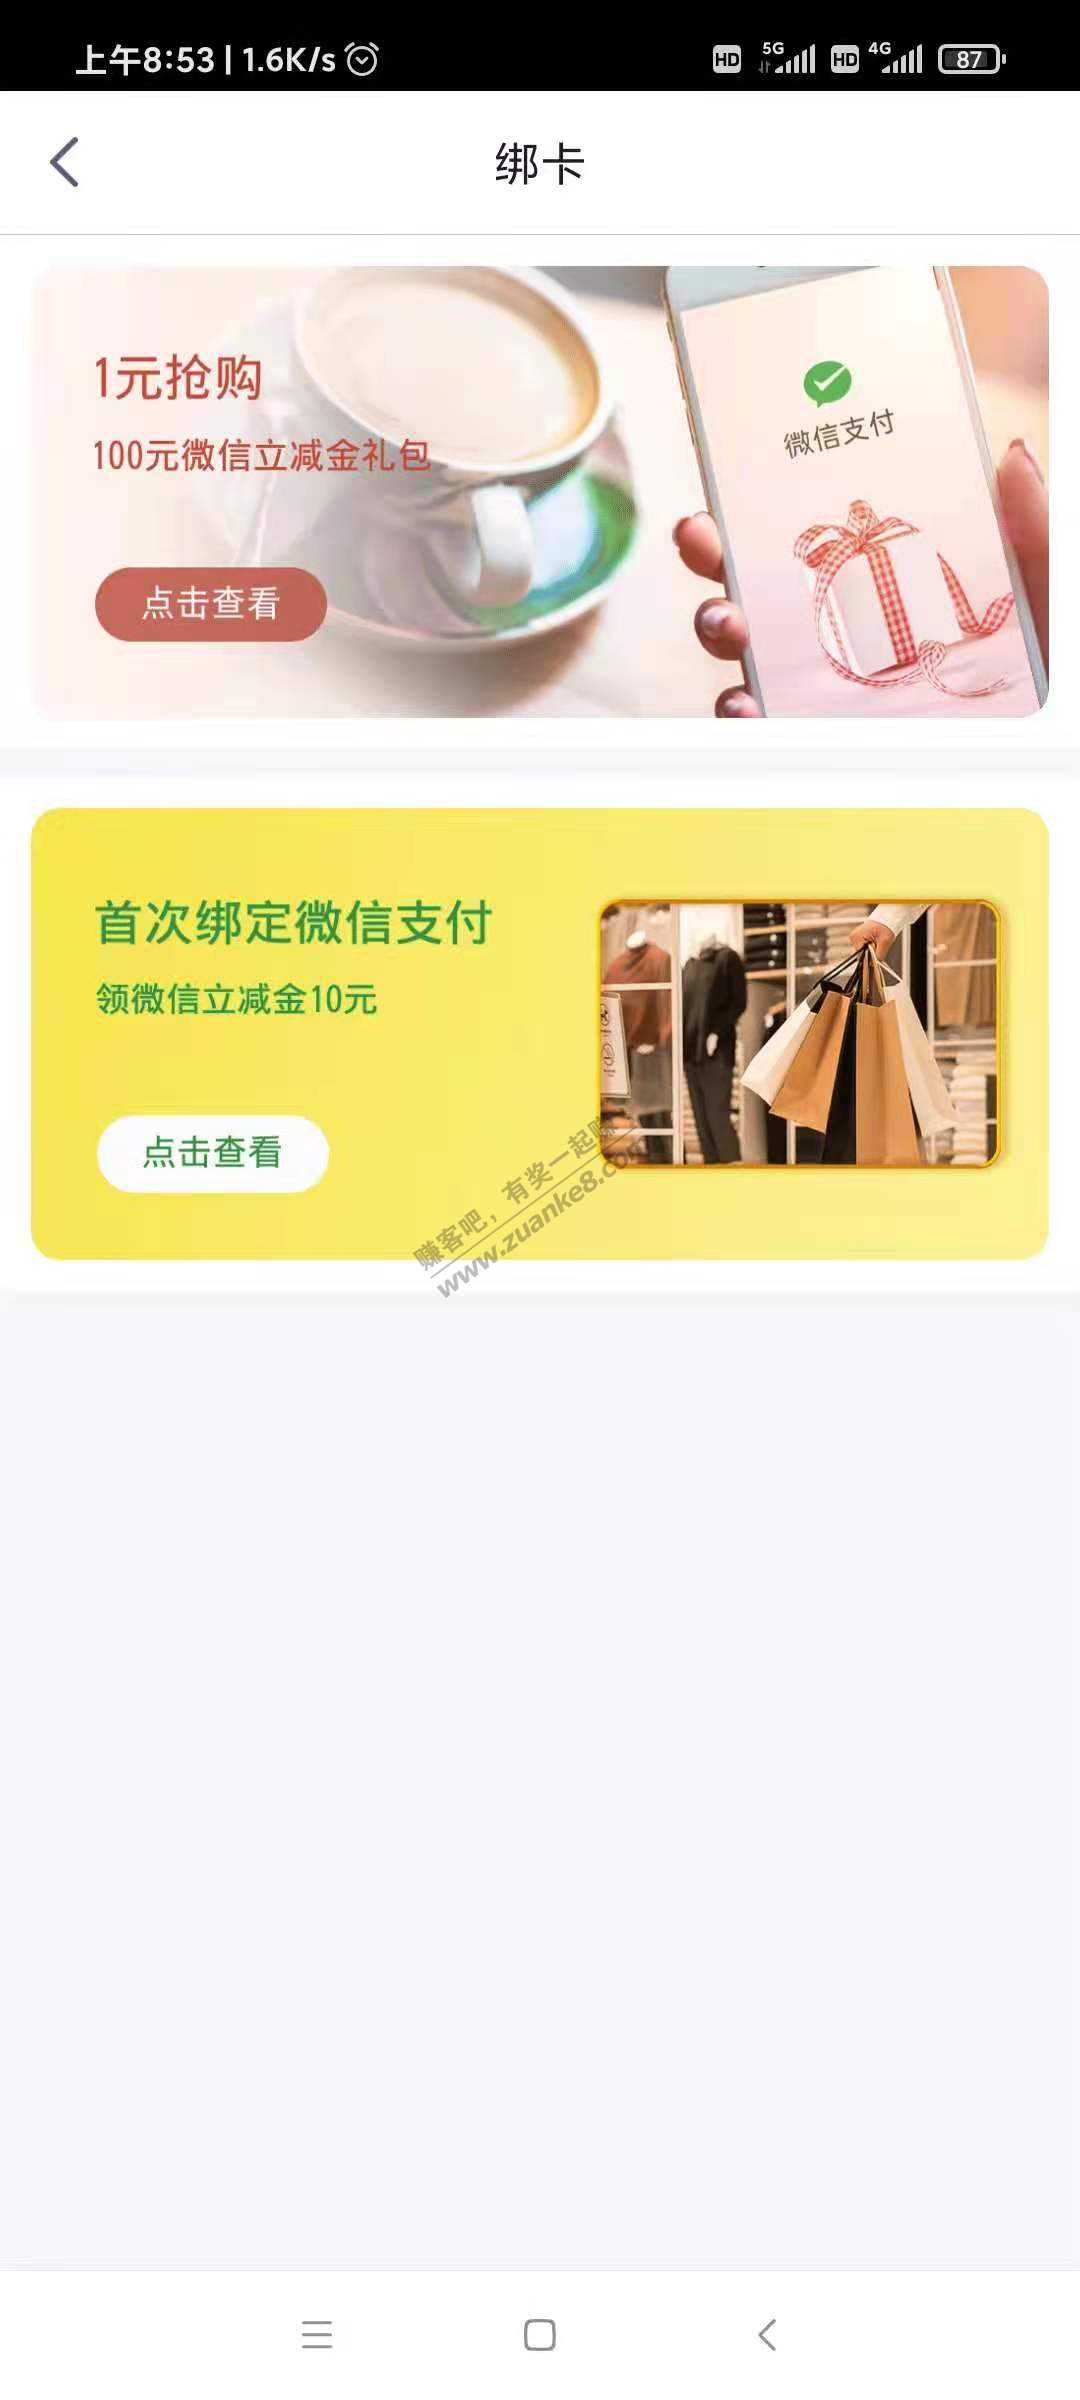 上午8:53 | 1.6K/s
HD 5G HD 4G 87
绑卡
1元抢购
100元微信立减金礼包
点击查看
微信支付
首次绑定微信支付
领微信立减金10元
点击查看
赚客吧，有奖一起赚
www.zuanke8.com